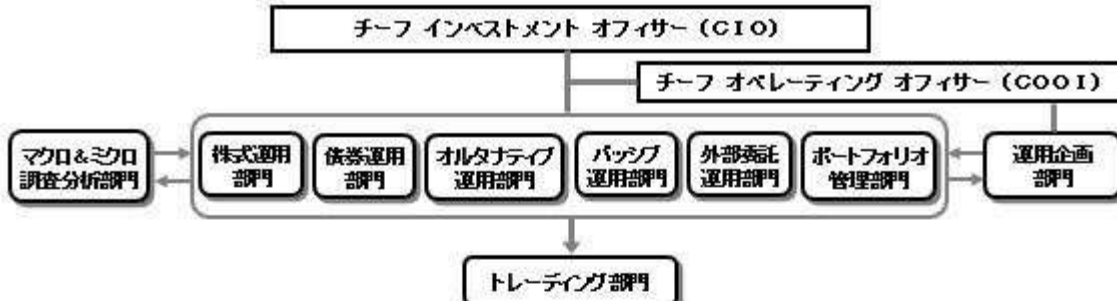 チーフ インベストメント オフィサー (CIO)
チーフ オペレーティング オフィサー (COOI)
マクロ&ミクロ
調査分析部門
株式運用
部門
債券運用
部門
オルタナティブ
運用部門
パッシブ
運用部門
外部委託
運用部門
ポートフォリオ
管理部門
運用企画
部門
トレーディング部門